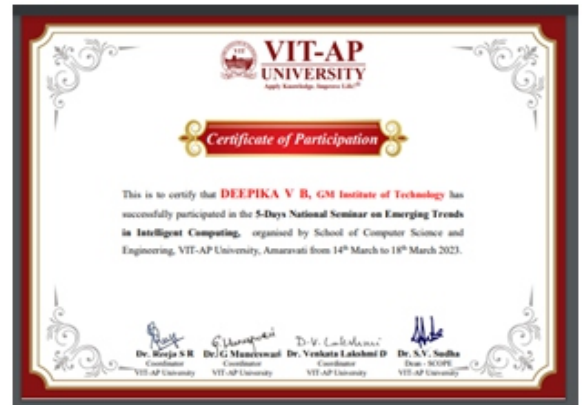 VIT-AP
UNIVERSITY
Apply Knowledge. Improve Life!
Certificate of Participation
This is to certify that DEEPIKA V B, GM Institute of Technology has
successfully participated in the 5-Days National Seminar on Emerging Trends
in Intelligent Computing, organised by School of Computer Science and
Engineering, VIT-AP University, Amaravati from 14th March to 18th March 2023.
D.V. Lakshmi
Dr. Reeja S R Dr. G Muneeswari Dr. Venkata Lakshmi D Dr. S.V. Sudha
Coordinator Coordinator Coordinator Dean - SCOPE
VIT-AP University VIT-AP University VIT-AP University VIT-AP University